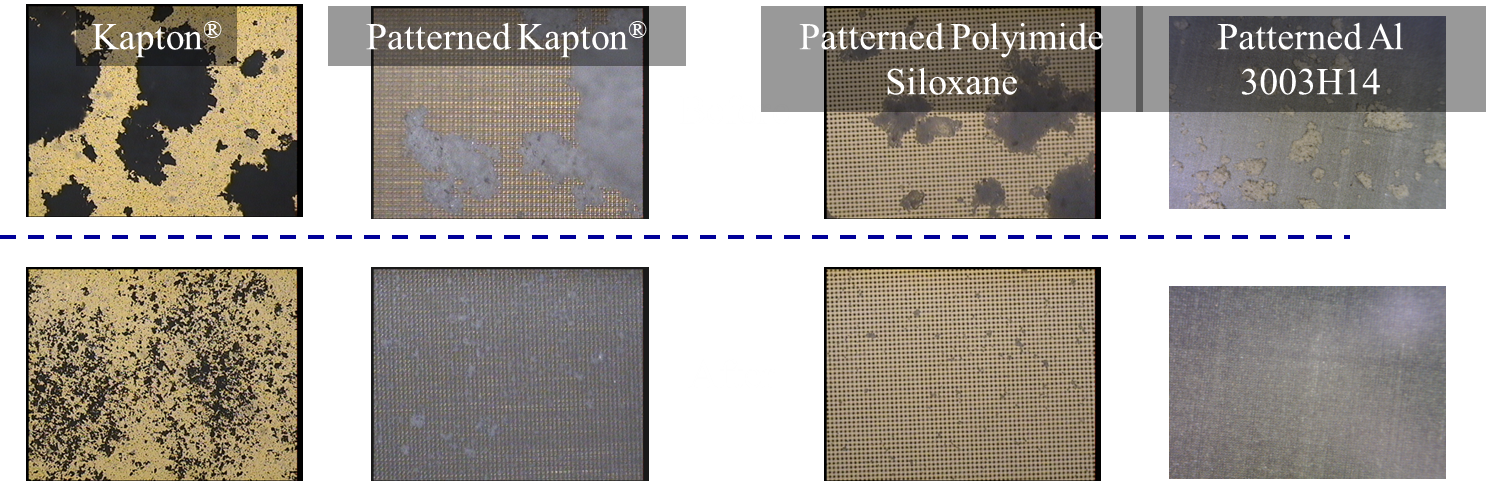 Kapton®
Patterned Kapton®
Patterned Polyimide
Siloxane
Patterned Al
3003H14